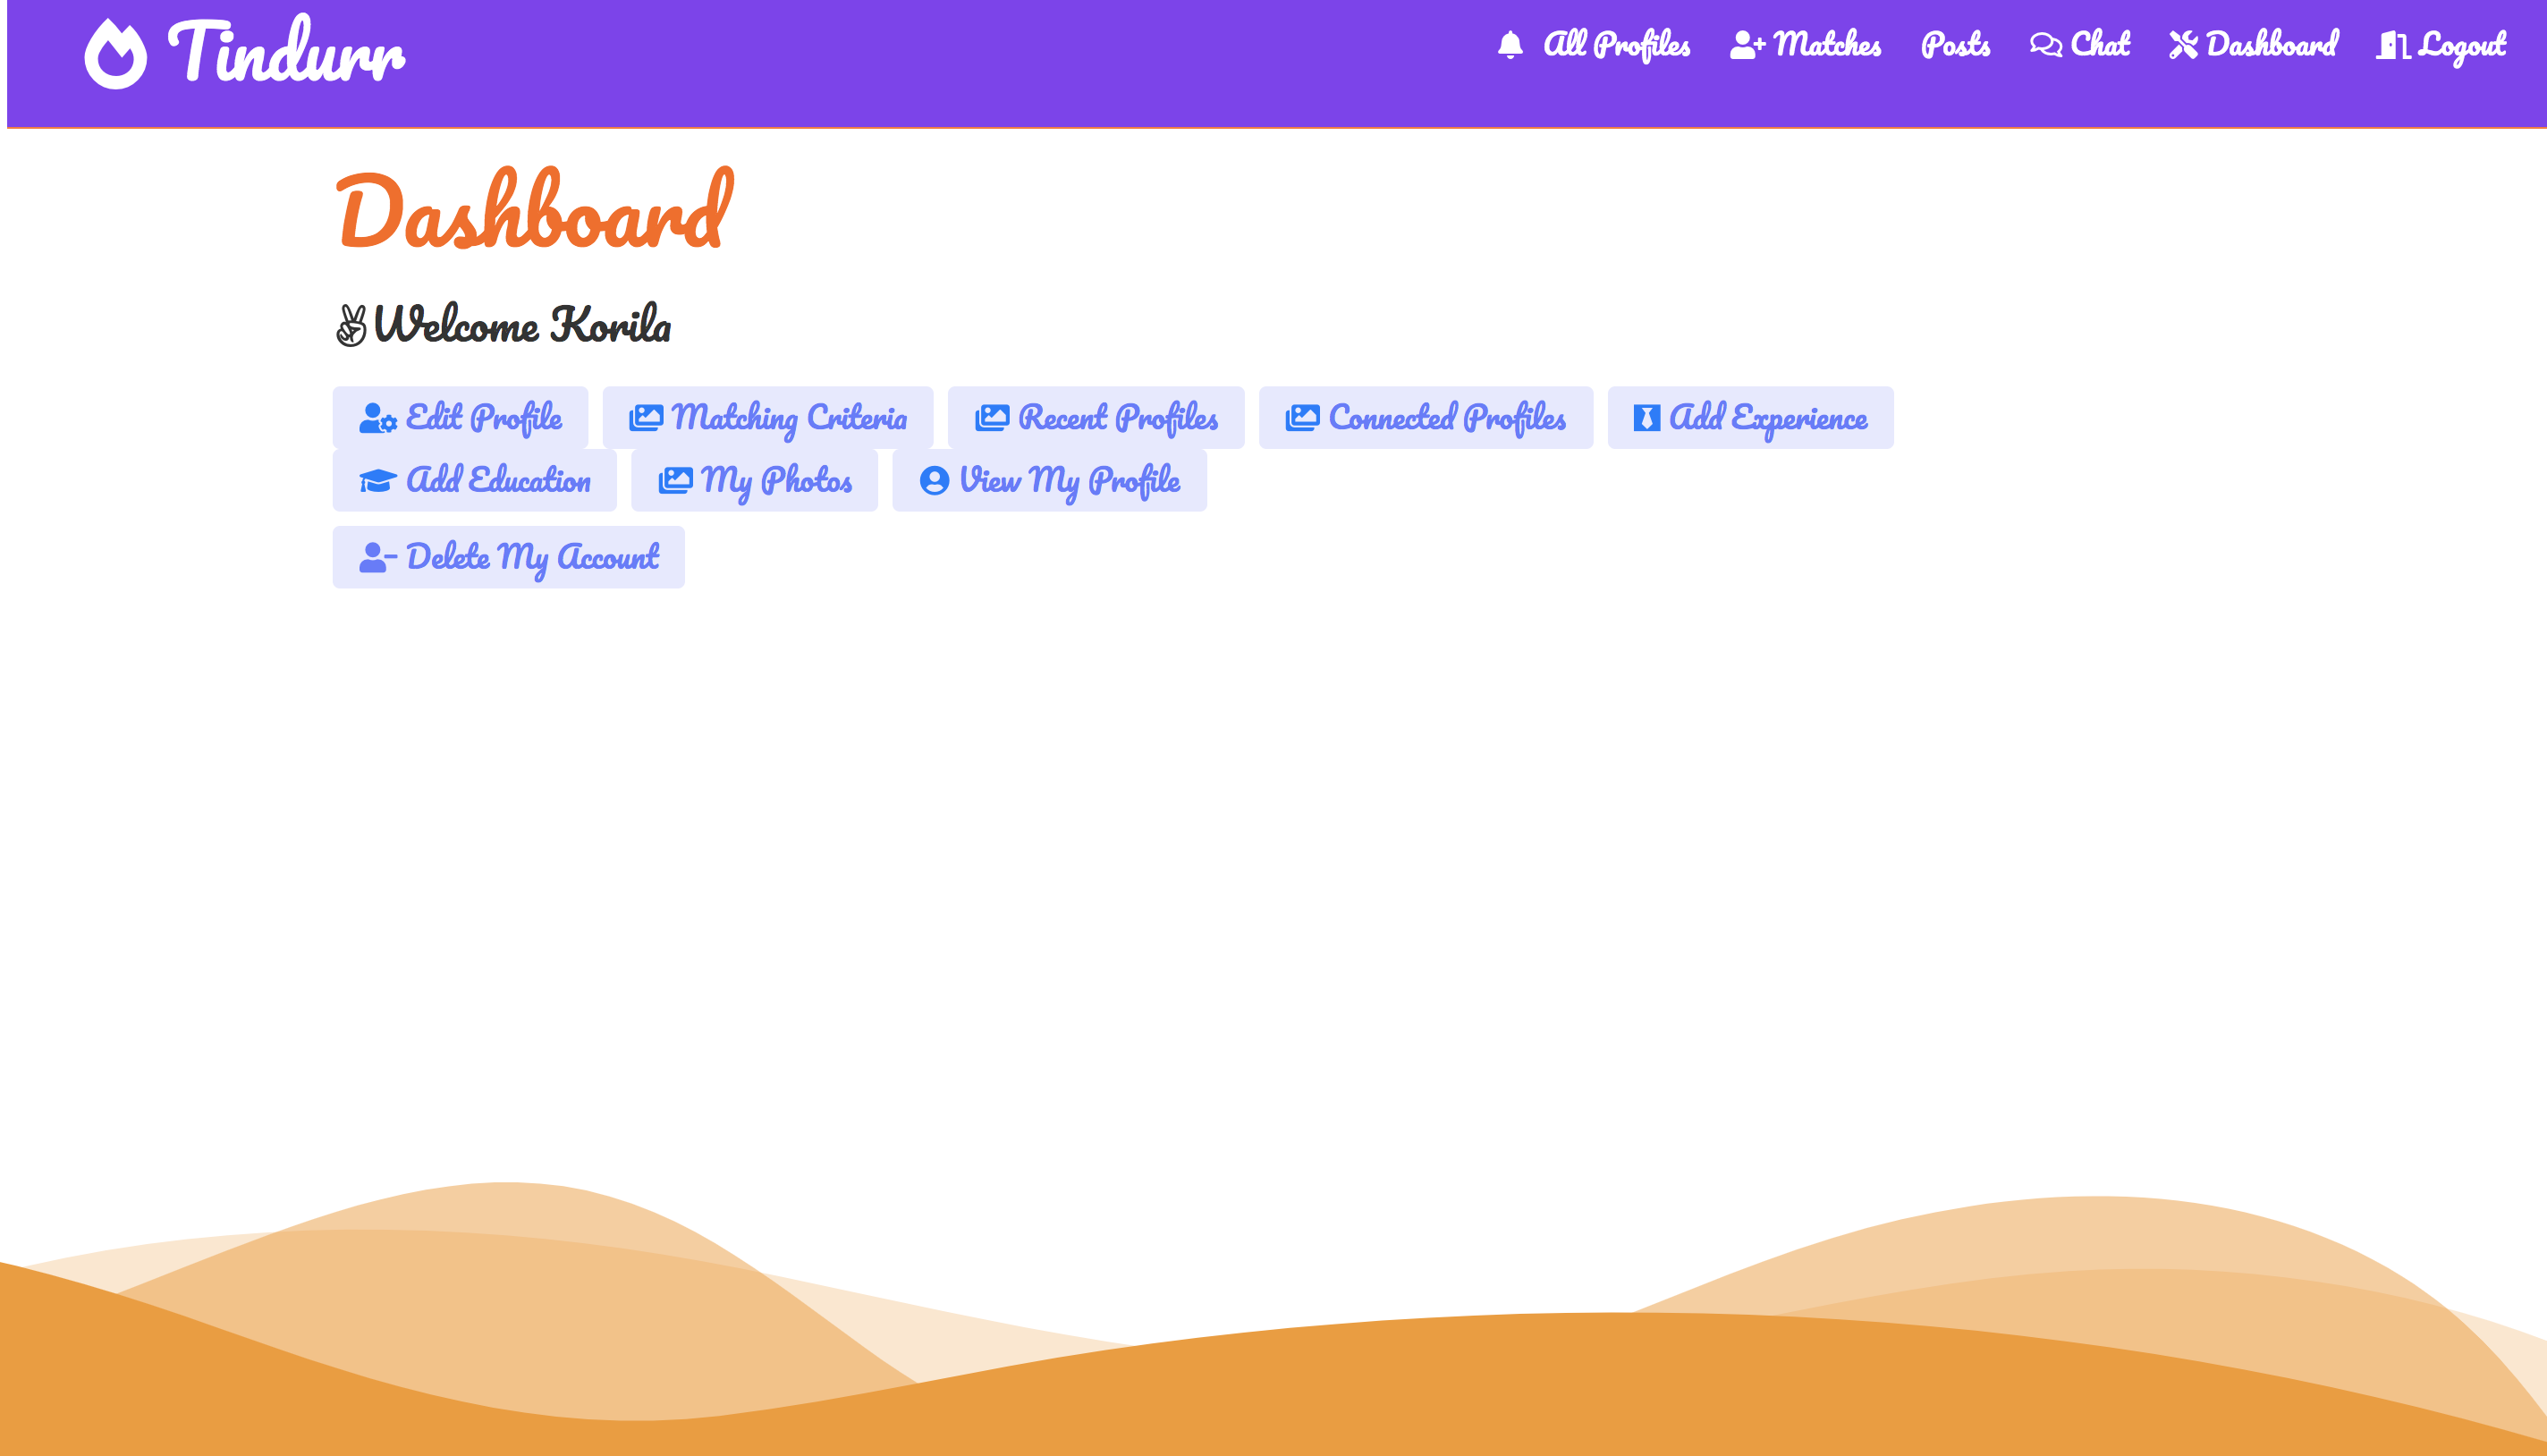 Tindurr
All Profiles Matches Posts Chat Dashboard Logout
Dashboard
Welcome Korila
Edit Profile Matching Criteria Recent Profiles Connected Profiles Add Experience
Add Education My Photos View My Profile
Delete My Account